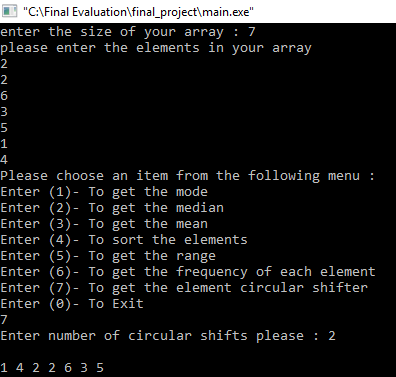 "C:\Final Evaluation\final_project\main.exe"
enter the size of your array : 7
please enter the elements in your array
2
2
6
3
5
1
4
Please choose an item from the following menu :
Enter (1)- To get the mode
Enter (2)- To get the median
Enter (3)- To get the mean
Enter (4)- To sort the elements
Enter (5)- To get the range
Enter (6)- To get the frequency of each element
Enter (7)- To get the element circular shifter
Enter (0)- To Exit
7
Enter number of circular shifts please : 2
1 4 2 2 6 3 5